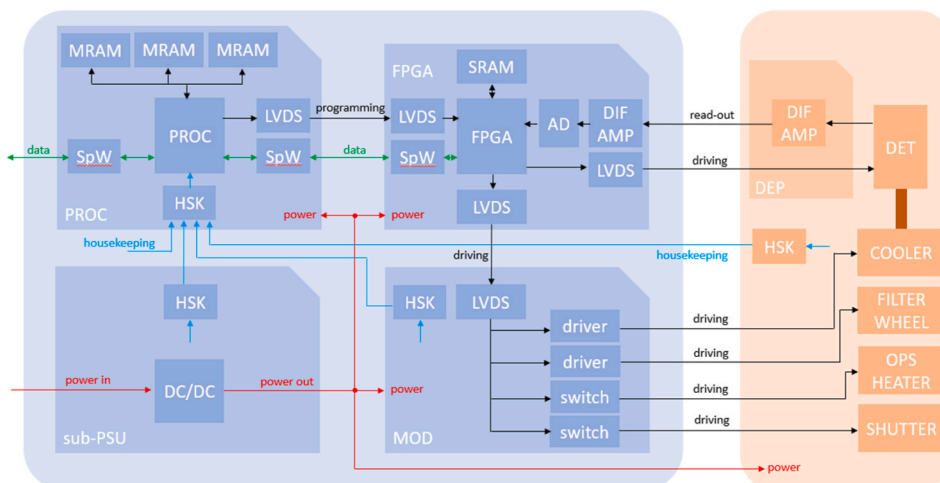 MRAM
MRAM
MRAM
PROC
LVDS
programming
data
SpW
SpW
data
HSK
PROC
housekeeping
power
power
FPGA
SRAM
LVDS
FPGA
AD
DIF
AMP
SpW
LVDS
LVDS
read-out
driving
DIF
AMP
DET
DEP
driving
housekeeping
HSK
COOLER
HSK
power in
DC/DC
power out
sub-PSU
HSK
LVDS
power
driver
driver
switch
switch
MOD
driving
driving
driving
driving
FILTER
WHEEL
OPS
HEATER
SHUTTER
power